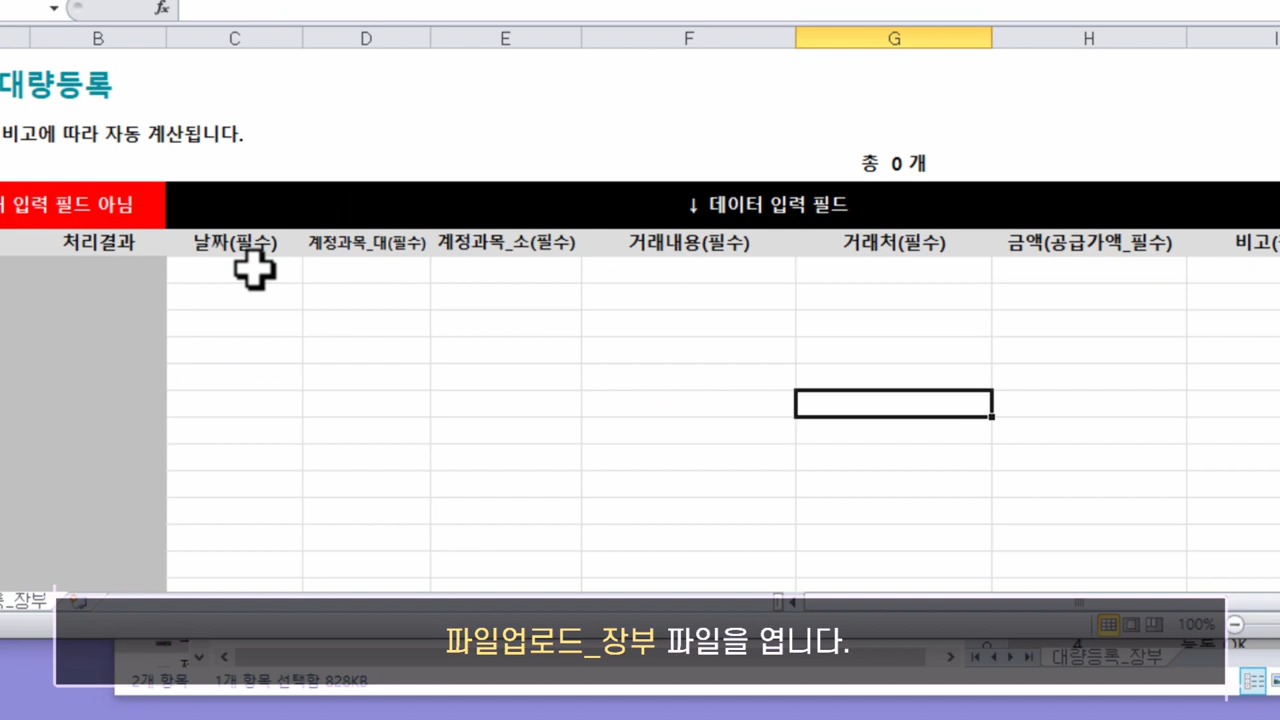 fx
B C D E F G H I
대량등록
비고에 따라 자동 계산됩니다.
총 0 개
입력 필드 아님
↓ 데이터 입력 필드
처리결과 날짜(필수) 계정과목_대(필수) 계정과목_소(필수) 거래내용(필수) 거래처(필수) 금액(공급가액_필수) 비고(
_장부
100%
파일업로드_장부 파일을 엽니다.
대량등록_장부
2개 항목 1개 항목 선택함 828KB